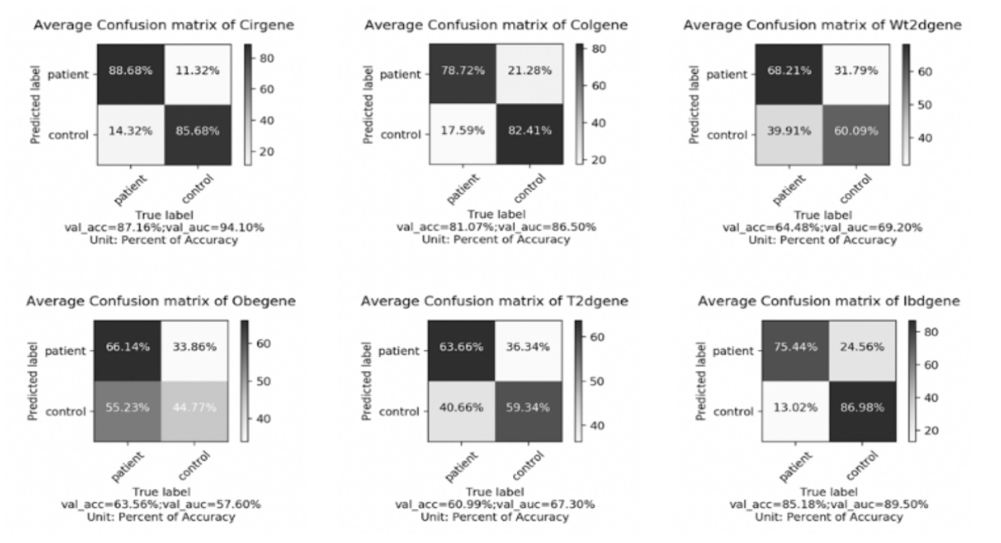 Average Confusion matrix of Cirgene
Predicted label
patient
control
88.68% 11.32%
14.32% 85.68%
80
60
40
20
patient
control
True label
val_acc=87.16%;val_auc=94.10%
Unit: Percent of Accuracy
Average Confusion matrix of Colgene
Predicted label
patient
control
78.72% 21.28%
17.59% 82.41%
80
60
40
20
patient
control
True label
val_acc=81.07%;val_auc=86.50%
Unit: Percent of Accuracy
Average Confusion matrix of Wt2dgene
Predicted label
patient
control
68.21% 31.79%
39.91% 60.09%
60
50
40
patient
control
True label
val_acc=64.48%;val_auc=69.20%
Unit: Percent of Accuracy
Average Confusion matrix of Obegene
Predicted label
patient
control
66.14% 33.86%
55.23% 44.77%
60
50
40
patient
control
True label
val_acc=63.56%;val_auc=57.60%
Unit: Percent of Accuracy
Average Confusion matrix of T2dgene
Predicted label
patient
control
63.66% 36.34%
40.66% 59.34%
60
50
40
patient
control
True label
val_acc=60.99%;val_auc=67.30%
Unit: Percent of Accuracy
Average Confusion matrix of Ibdgene
Predicted label
patient
control
75.44% 24.56%
13.02% 86.98%
80
60
40
20
patient
control
True label
val_acc=85.18%;val_auc=89.50%
Unit: Percent of Accuracy